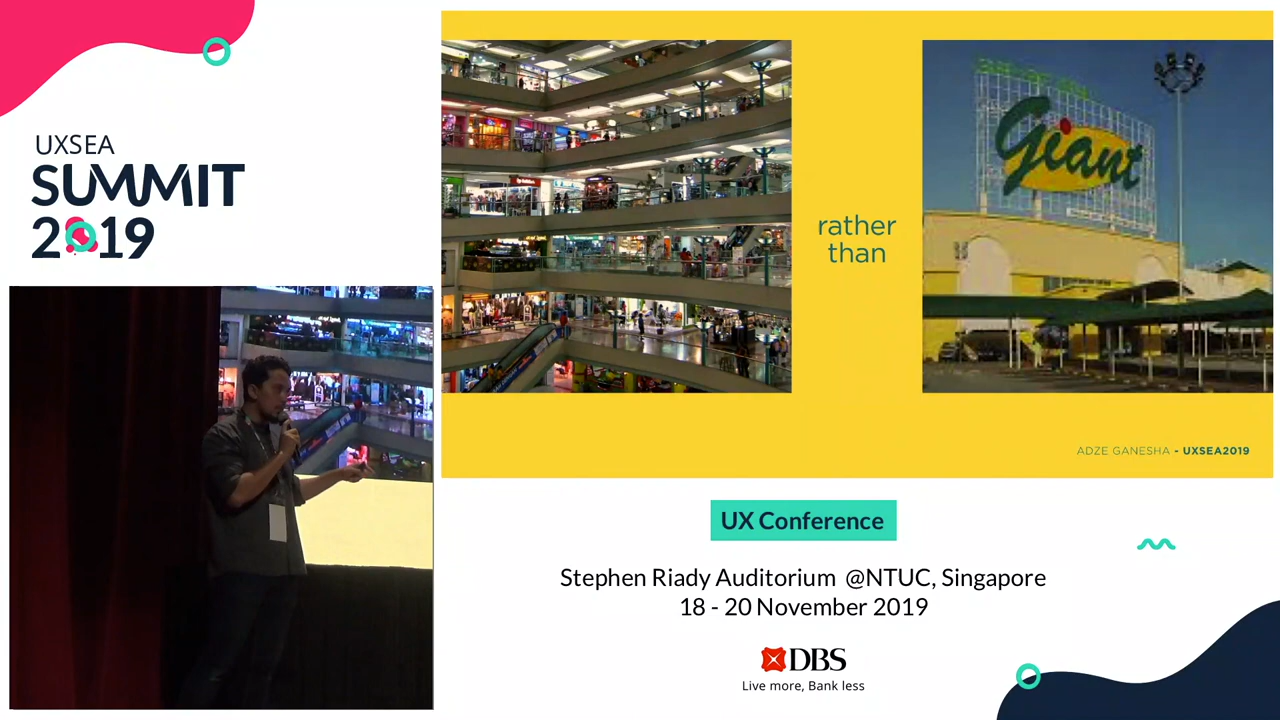 UXSEA
SUMMIT
2019
Giant
rather
than
ADZE GANESHA - UXSEA2019
UX Conference
Stephen Riady Auditorium @NTUC, Singapore
18 - 20 November 2019
DBS
Live more, Bank less